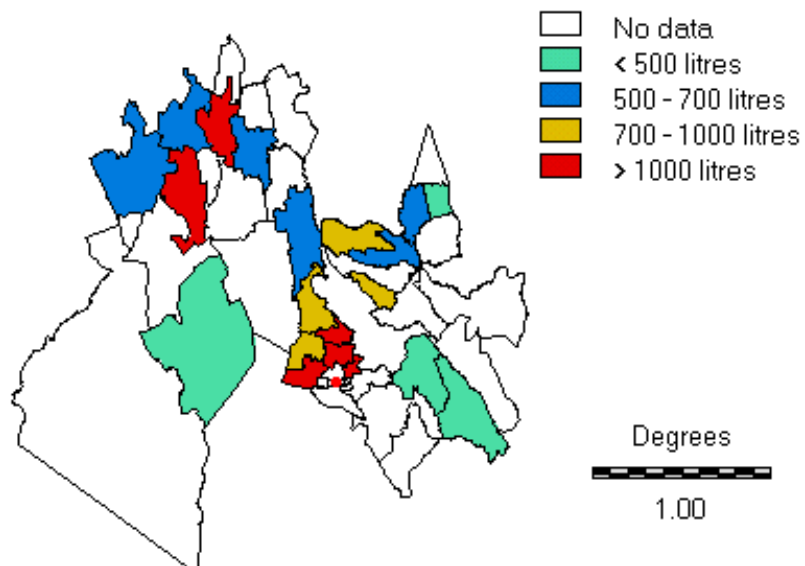 No data
< 500 litres
500 - 700 litres
700 - 1000 litres
> 1000 litres
Degrees
1.00